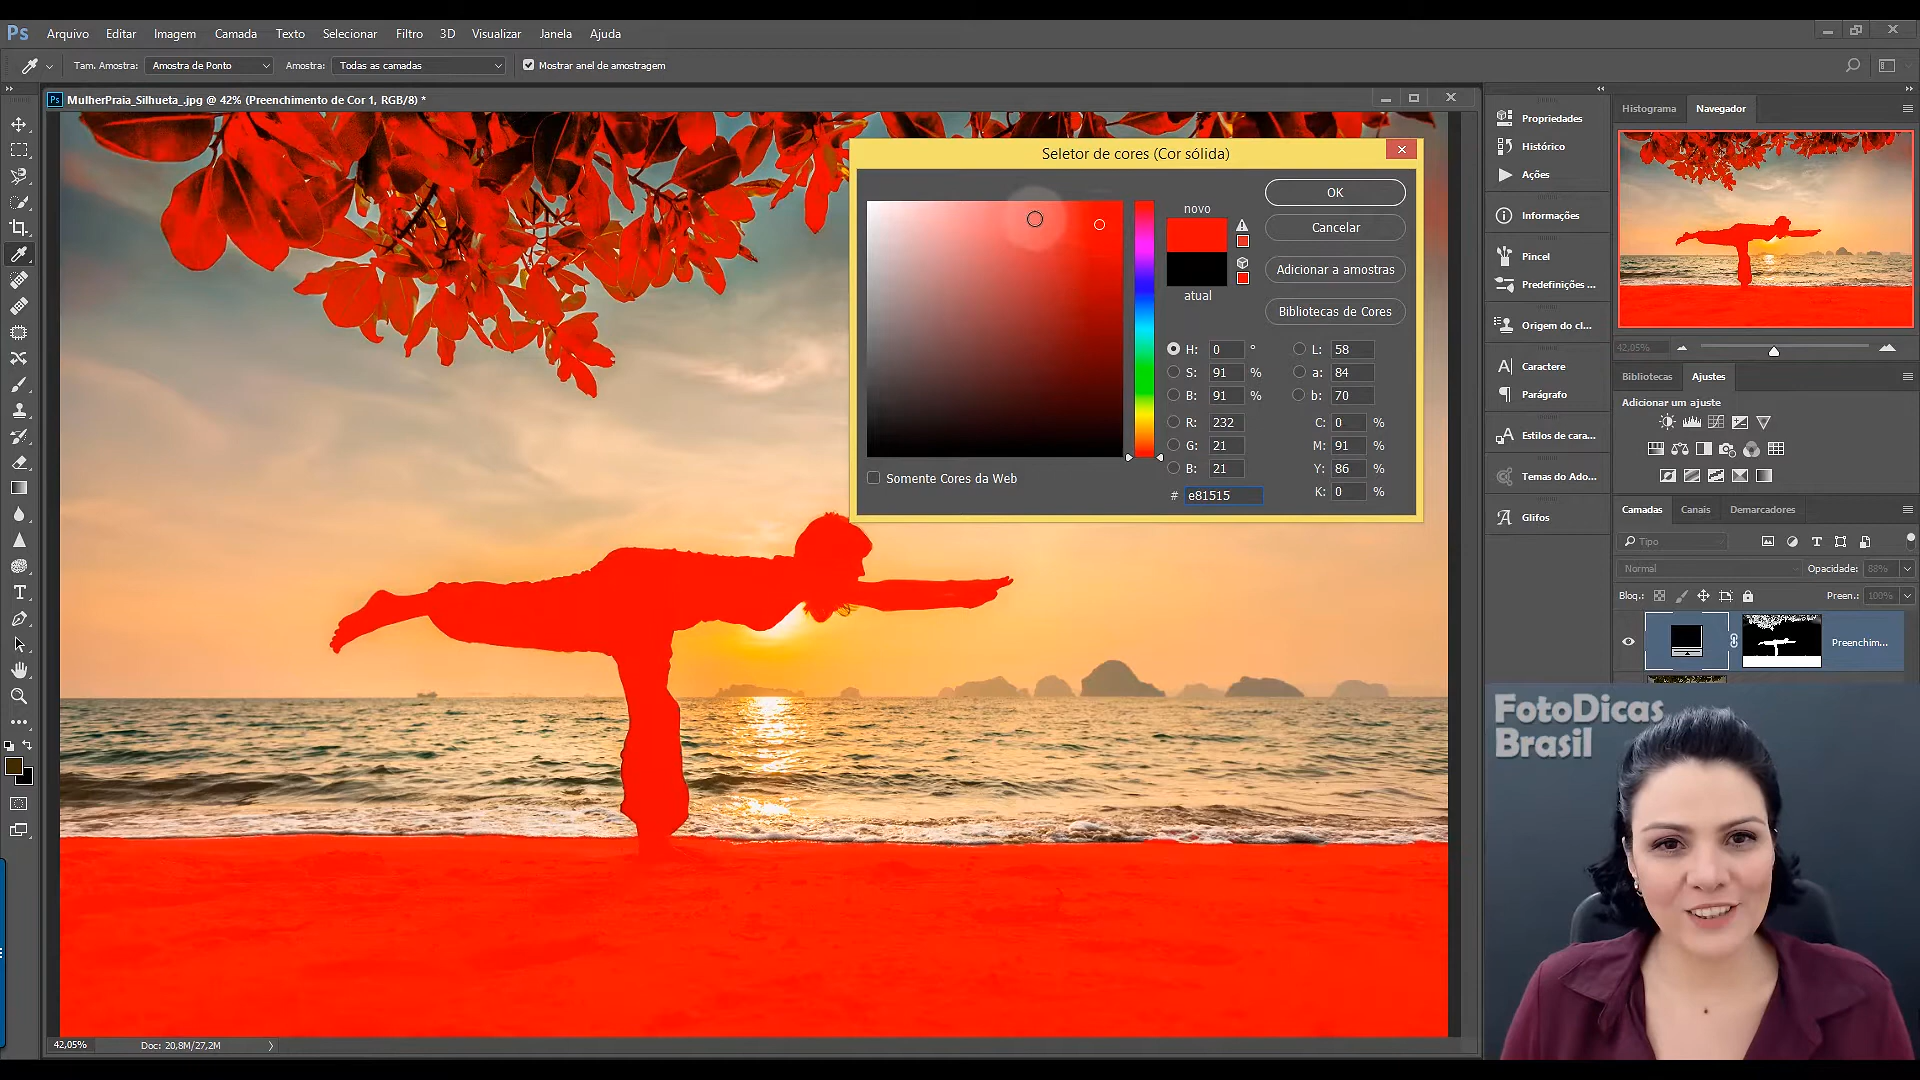 Ps Arquivo Editar Imagem Camada Texto Selecionar Filtro 3D Visualizar Janela Ajuda
Tam. Amostra: Amostra de Ponto Amostra: Todas as camadas Mostrar anel de amostragem
Ps MulherPraia_Silhueta_.jpg @ 42% (Preenchimento de Cor 1, RGB/8) *
Seletor de cores (Cor sólida)
novo
atual
OK
Cancelar
Adicionar a amostras
Bibliotecas de Cores
H: 0 ° L: 58
S: 91 % a: 84
B: 91 % b: 70
R: 232 C: 0 %
G: 21 M: 91 %
B: 21 Y: 86 %
# e81515 K: 0 %
Somente Cores da Web
42,05% Doc: 20,8M/27,2M
Propriedades
Histórico
Ações
Informações
Pincel
Predefinições ...
Origem do cl...
Caractere
Parágrafo
Estilos de cara...
Temas do Ado...
Glifos
Histograma Navegador
42,05%
Bibliotecas Ajustes
Adicionar um ajuste
Camadas Canais Demarcadores
Tipo
Normal Opacidade: 88%
Bloq.: Preen.: 100%
Preenchim...
FotoDicas
Brasil